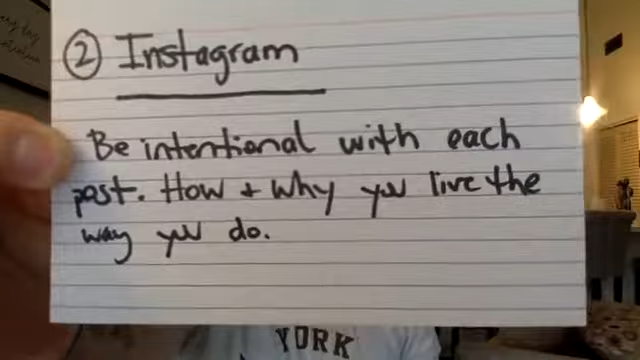 ② Instagram
Be intentional with each
post. How + Why you live the
way you do.
YORK